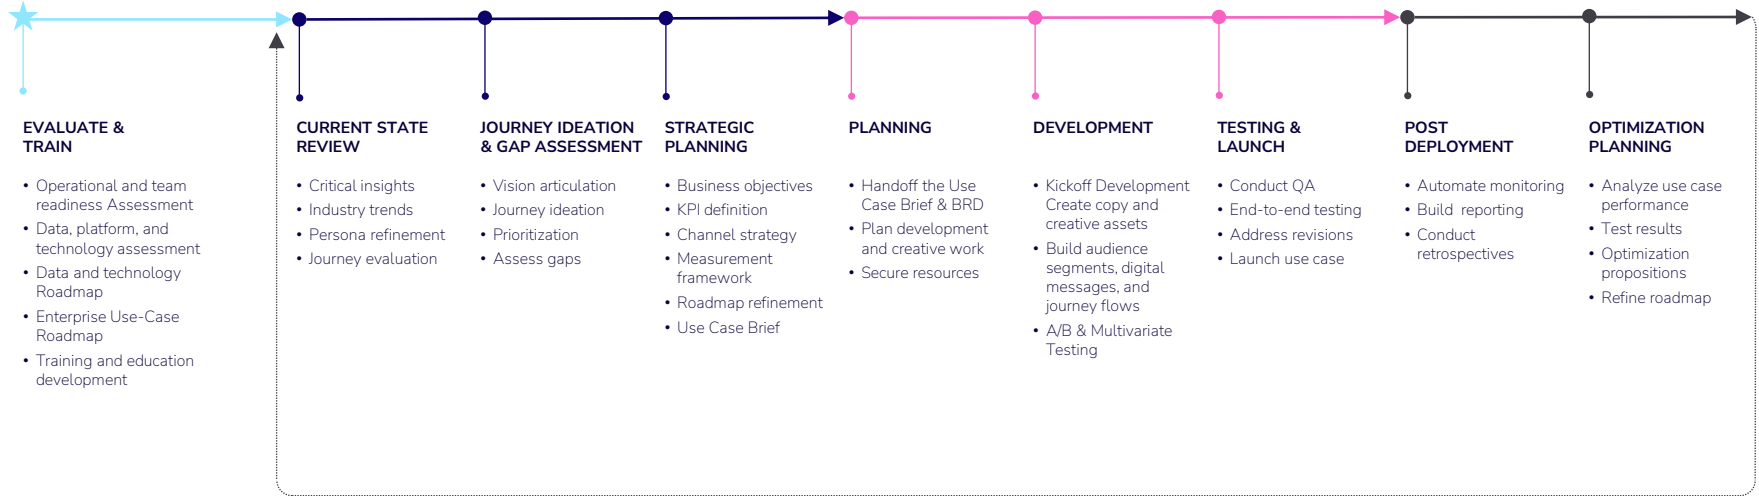 EVALUATE &
TRAIN
• Operational and team
readiness Assessment
• Data, platform, and
technology assessment
• Data and technology
Roadmap
• Enterprise Use-Case
Roadmap
• Training and education
development
CURRENT STATE
REVIEW
• Critical insights
• Industry trends
• Persona refinement
• Journey evaluation
JOURNEY IDEATION
& GAP ASSESSMENT
• Vision articulation
• Journey ideation
• Prioritization
• Assess gaps
STRATEGIC
PLANNING
• Business objectives
• KPI definition
• Channel strategy
• Measurement
framework
• Roadmap refinement
• Use Case Brief
PLANNING
• Handoff the Use
Case Brief & BRD
• Plan development
and creative work
• Secure resources
DEVELOPMENT
• Kickoff Development
Create copy and
creative assets
• Build audience
segments, digital
messages, and
journey flows
• A/B & Multivariate
Testing
TESTING &
LAUNCH
• Conduct QA
• End-to-end testing
• Address revisions
• Launch use case
POST
DEPLOYMENT
• Automate monitoring
• Build  reporting
• Conduct
retrospectives
OPTIMIZATION
PLANNING
• Analyze use case
performance
• Test results
• Optimization
propositions
• Refine roadmap